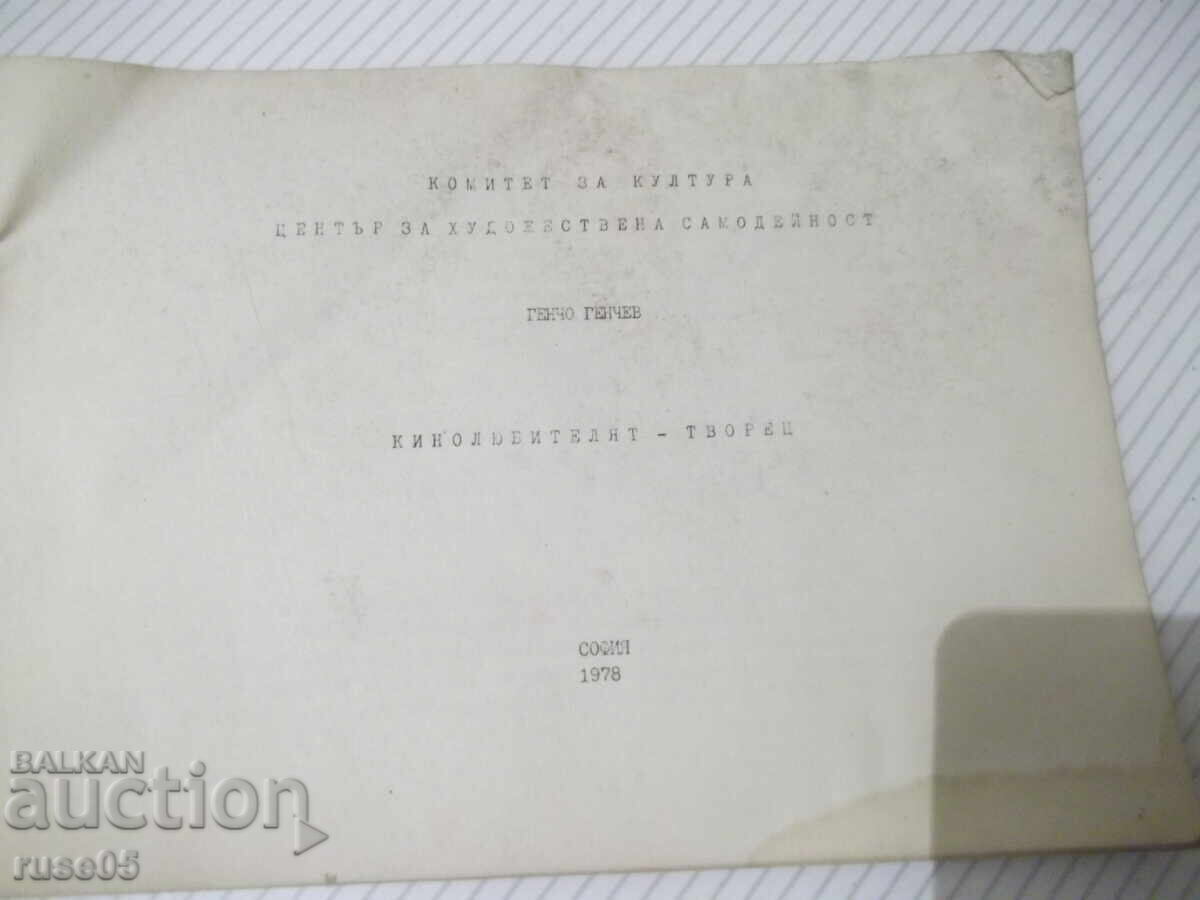 КОМИТЕТ ЗА КУЛТУРА
ЦЕНТЪР ЗА ХУДОЖЕСТВЕНА САМОДЕЙНОСТ
ГЕНЧО ГЕНЧЕВ
КИНОЛЮБИТЕЛЯТ - ТВОРЕЦ
СОФИЯ
1978
BALKAN
auction
ruse05